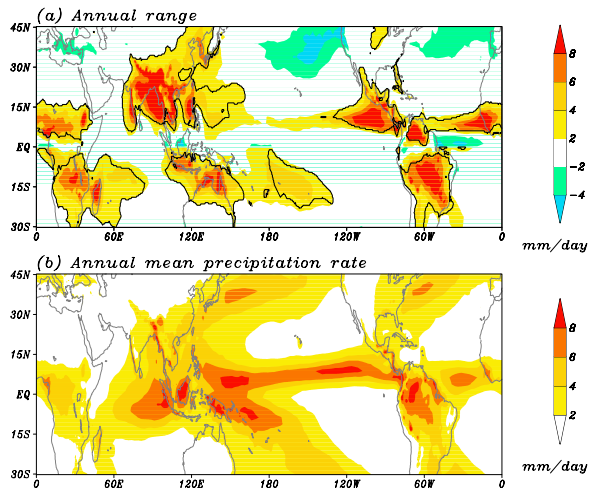 (a) Annual range
45N
30N
15N
EQ
15S
30S
0 60E 120E 180 120W 60W 0
8
6
4
2
-2
-4
mm/day
(b) Annual mean precipitation rate
45N
30N
15N
EQ
15S
30S
0 60E 120E 180 120W 60W 0
8
6
4
2
mm/day